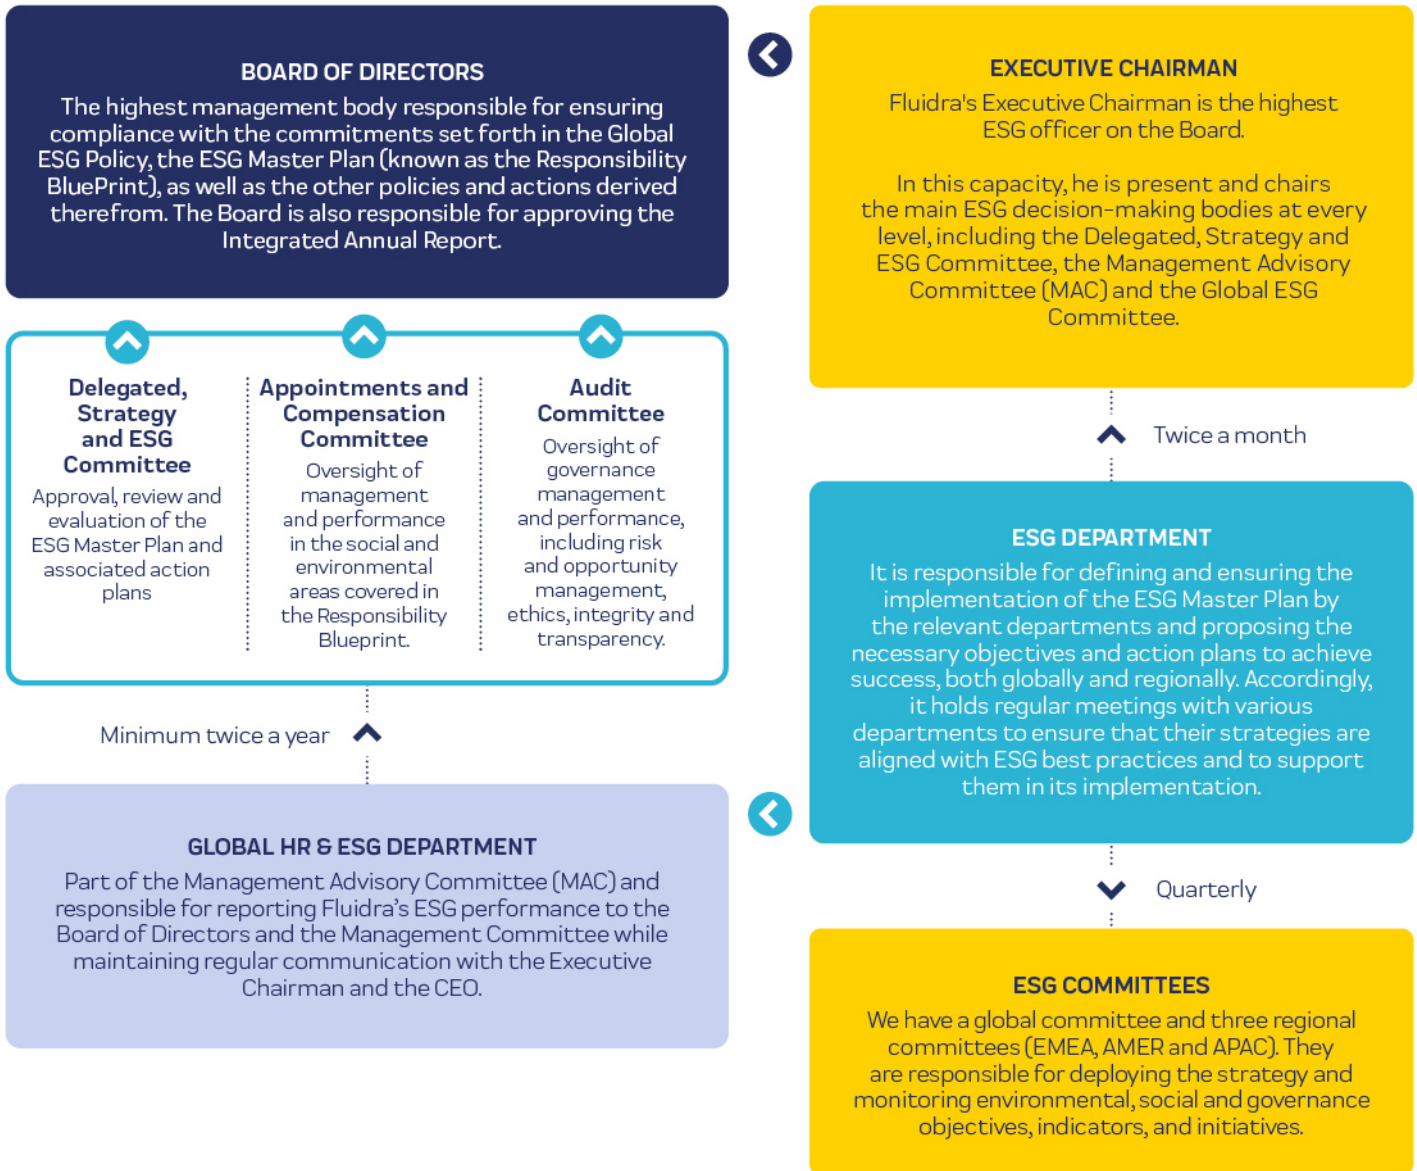 BOARD OF DIRECTORS
The highest management body responsible for ensuring
compliance with the commitments set forth in the Global
ESG Policy, the ESG Master Plan (known as the Responsibility
BluePrint), as well as the other policies and actions derived
therefrom. The Board is also responsible for approving the
Integrated Annual Report.
EXECUTIVE CHAIRMAN
Fluidra's Executive Chairman is the highest
ESG officer on the Board.
In this capacity, he is present and chairs
the main ESG decision-making bodies at every
level, including the Delegated, Strategy and
ESG Committee, the Management Advisory
Committee (MAC) and the Global ESG
Committee.
Delegated,
Strategy
and ESG
Committee
Approval, review and
evaluation of the
ESG Master Plan and
associated action
plans
Appointments and
Compensation
Committee
Oversight of
management
and performance
in the social and
environmental
areas covered in
the Responsibility
Blueprint.
Audit
Committee
Oversight of
governance
management
and performance,
including risk
and opportunity
management,
ethics, integrity and
transparency.
Twice a month
ESG DEPARTMENT
It is responsible for defining and ensuring the
implementation of the ESG Master Plan by
the relevant departments and proposing the
necessary objectives and action plans to achieve
success, both globally and regionally. Accordingly,
it holds regular meetings with various
departments to ensure that their strategies are
aligned with ESG best practices and to support
them in its implementation.
Minimum twice a year
GLOBAL HR & ESG DEPARTMENT
Part of the Management Advisory Committee (MAC) and
responsible for reporting Fluidra’s ESG performance to the
Board of Directors and the Management Committee while
maintaining regular communication with the Executive
Chairman and the CEO.
Quarterly
ESG COMMITTEES
We have a global committee and three regional
committees (EMEA, AMER and APAC). They
are responsible for deploying the strategy and
monitoring environmental, social and governance
objectives, indicators, and initiatives.